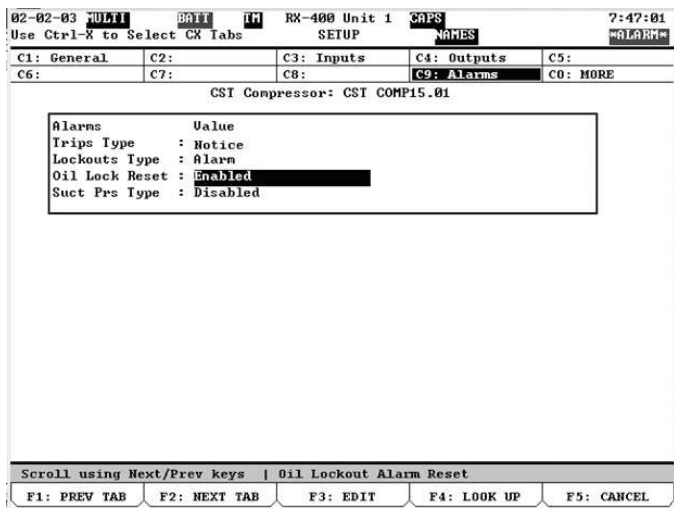 02-02-03 MULTI BATT TM RX-400 Unit 1 CAPS 7:47:01
Use Ctrl-X to Select CX Tabs SETUP NAMES *ALARM*
C1: General C2: C3: Inputs C4: Outputs C5:
C6: C7: C8: C9: Alarms C0: MORE
CST Compressor: CST COMP15.01
Alarms Value
Trips Type : Notice
Lockouts Type : Alarm
Oil Lock Reset : Enabled
Suct Prs Type : Disabled
Scroll using Next/Prev keys | Oil Lockout Alarm Reset
F1: PREV TAB F2: NEXT TAB F3: EDIT F4: LOOK UP F5: CANCEL